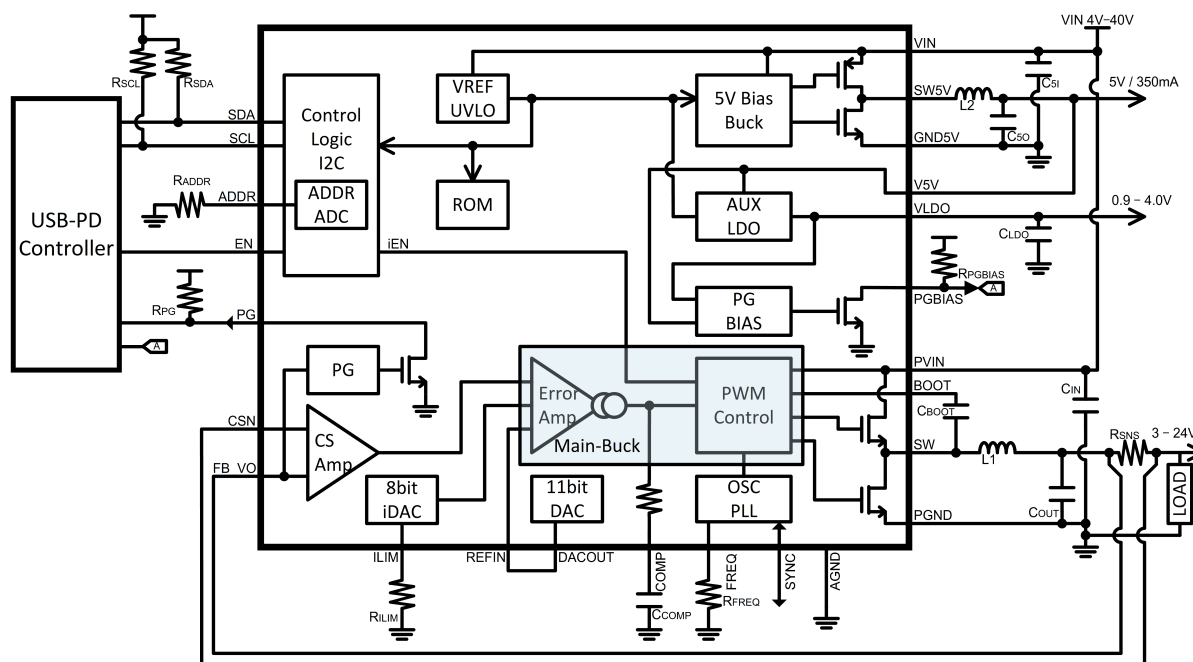 VIN 4V–40V
RSCL
RSDA
VIN
VREF
UVLO
5V Bias
Buck
C5I
SW5V
L2
5V / 350mA
C5O
GND5V
SDA
SCL
Control
Logic
I2C
RADDR
ADDR
ADDR
ADC
ROM
V5V
AUX
LDO
VLDO
0.9 – 4.0V
CLDO
USB-PD
Controller
EN
iEN
RPGBIAS
PGBIAS
A
PG
BIAS
RPG
PG
A
PG
Error
Amp
Main-Buck
PWM
Control
PVIN
BOOT
CBOOT
CIN
SW
L1
RSNS
3 – 24V
CSN
CS
Amp
FB_VO
8bit
iDAC
11bit
DAC
OSC
PLL
COUT
LOAD
PGND
ILIM
REFIN
DACOUT
COMP
FREQ
SYNC
AGND
RILIM
CCOMP
RFREQ